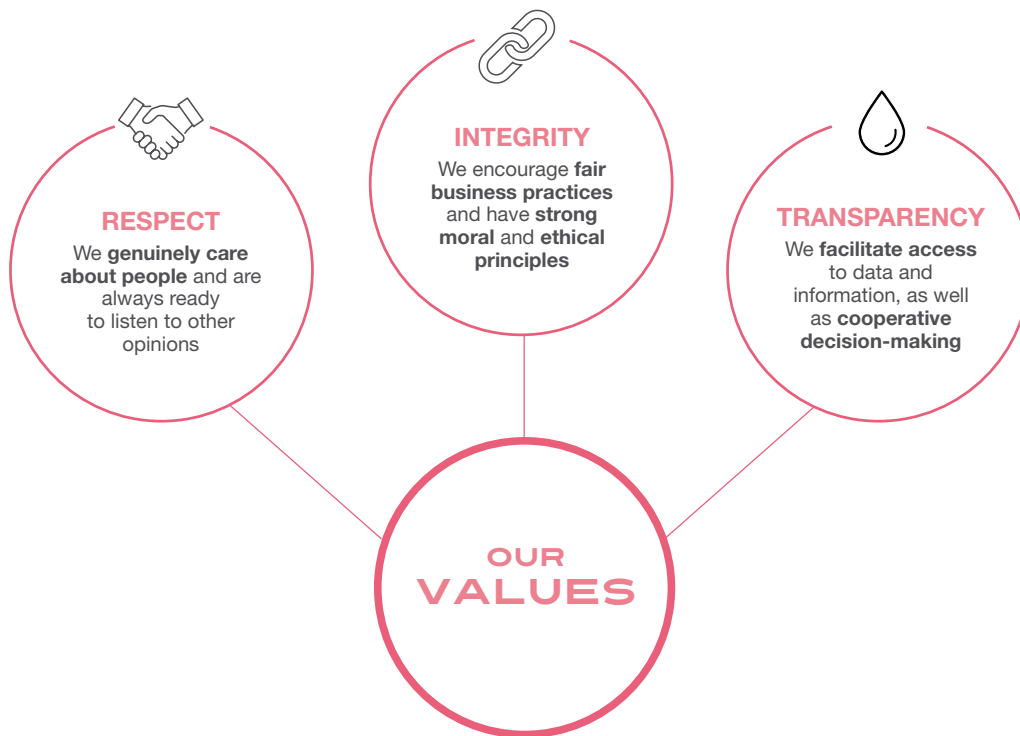 RESPECT
We genuinely care
about people and are
always ready
to listen to other
opinions
INTEGRITY
We encourage fair
business practices
and have strong
moral and ethical
principles
TRANSPARENCY
We facilitate access
to data and
information, as well
as cooperative
decision-making
OUR
VALUES